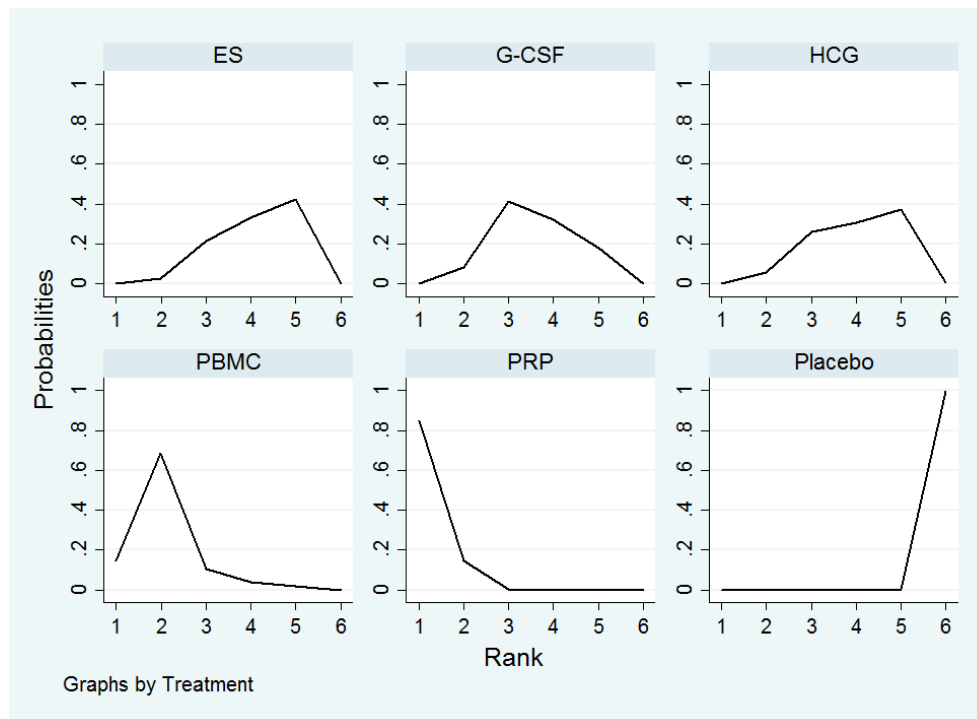 ES G-CSF HCG
1 1 1
.8 .8 .8
.6 .6 .6
.4 .4 .4
.2 .2 .2
0 0 0
1 2 3 4 5 6 1 2 3 4 5 6 1 2 3 4 5 6
Probabilities
PBMC PRP Placebo
1 1 1
.8 .8 .8
.6 .6 .6
.4 .4 .4
.2 .2 .2
0 0 0
1 2 3 4 5 6 1 2 3 4 5 6 1 2 3 4 5 6
Rank
Graphs by Treatment